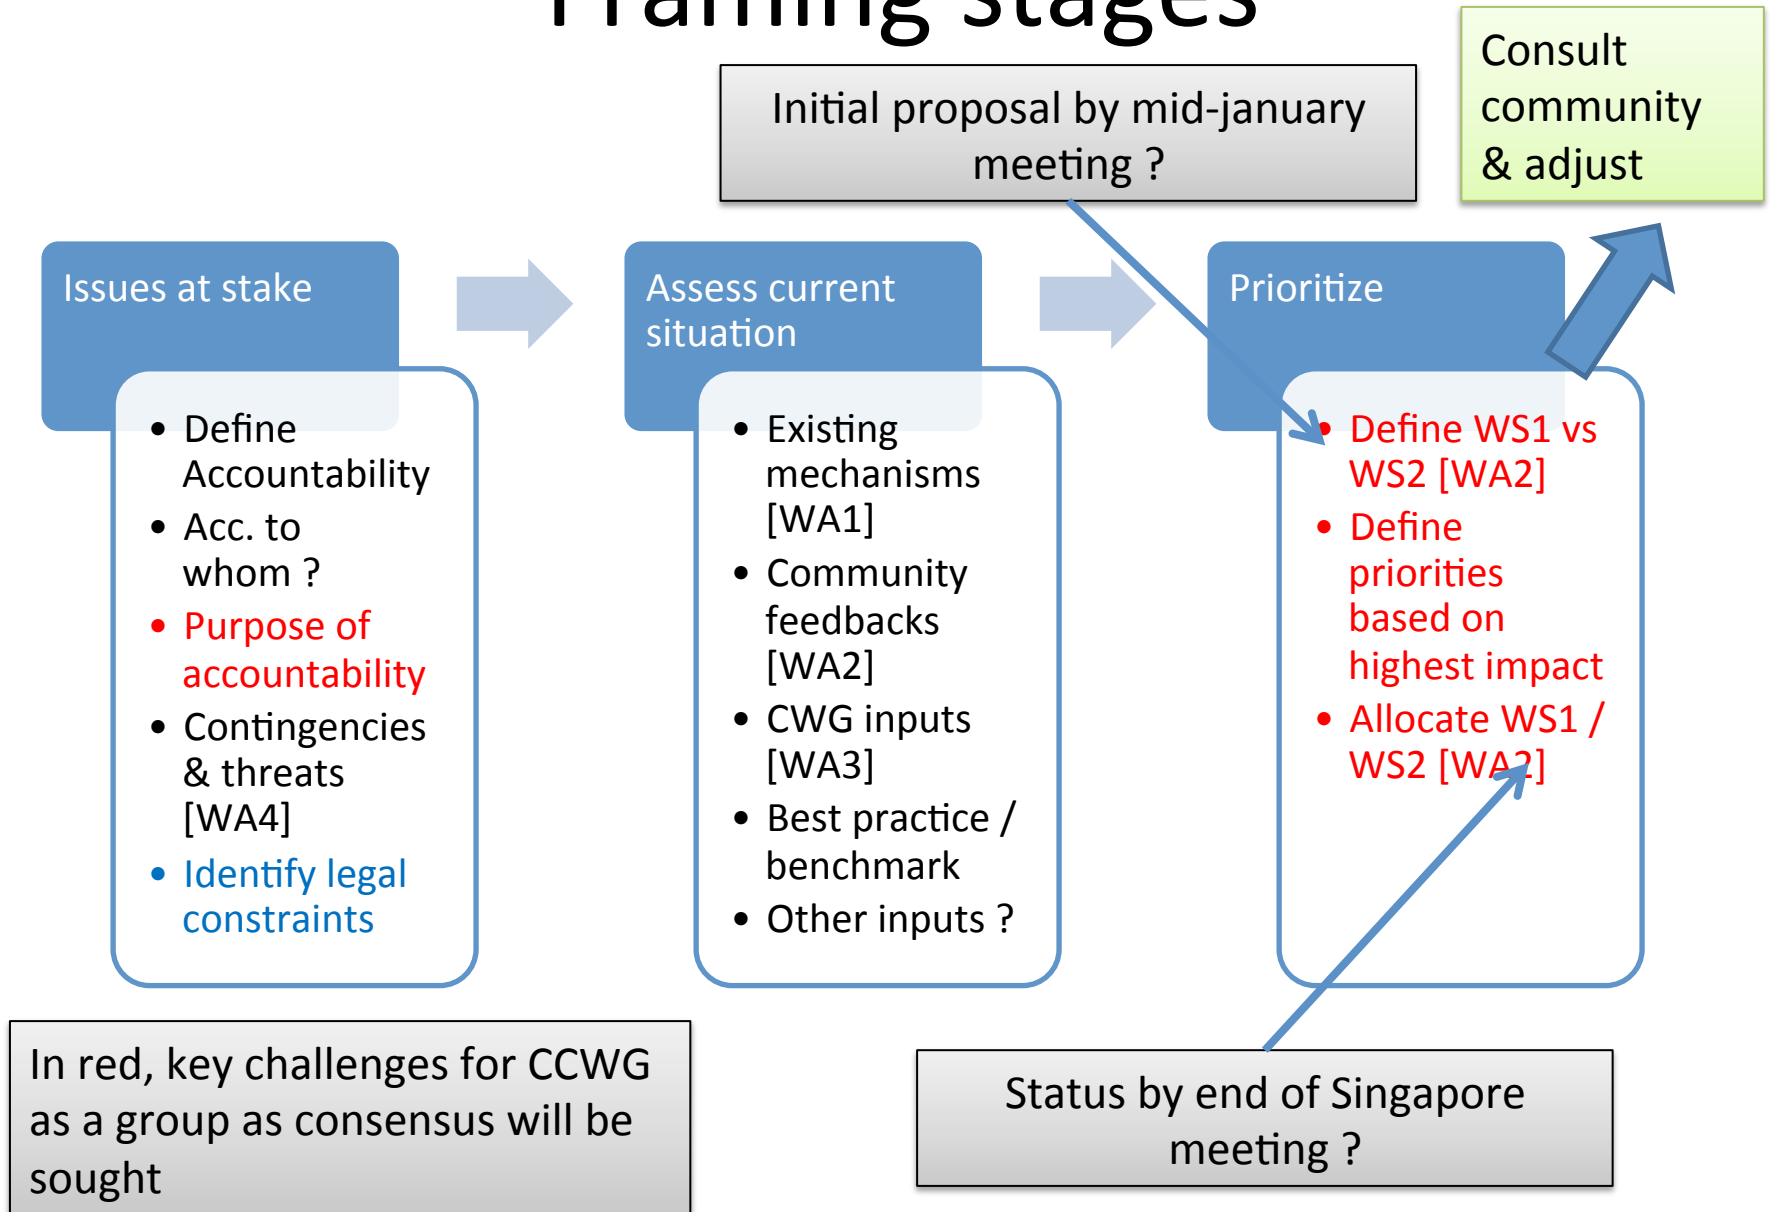 Framing stages
Initial proposal by mid-january
meeting ?
Consult
community
& adjust
Issues at stake
• Define
Accountability
• Acc. to
whom ?
• Purpose of
accountability
• Contingencies
& threats
[WA4]
• Identify legal
constraints
Assess current
situation
• Existing
mechanisms
[WA1]
• Community
feedbacks
[WA2]
• CWG inputs
[WA3]
• Best practice /
benchmark
• Other inputs ?
Prioritize
• Define WS1 vs
WS2 [WA2]
• Define
priorities
based on
highest impact
• Allocate WS1 /
WS2 [WA2]
In red, key challenges for CCWG
as a group as consensus will be
sought
Status by end of Singapore
meeting ?